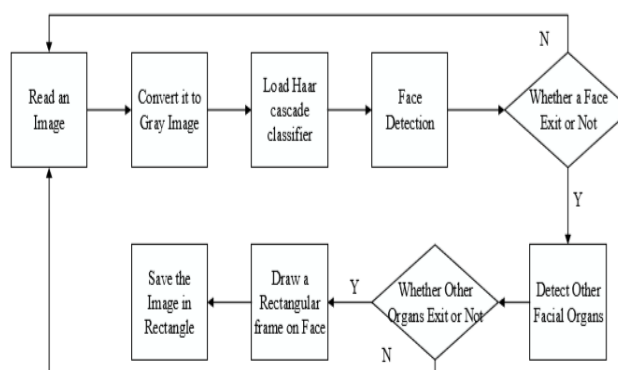 N
Read an
Image
Convert it to
Gray Image
Load Haar
cascade
classifier
Face
Detection
Whether a Face
Exit or Not
Y
Detect Other
Facial Organs
Whether Other
Organs Exit or Not
Y
N
Draw a
Rectangular
frame on Face
Save the
Image in
Rectangle